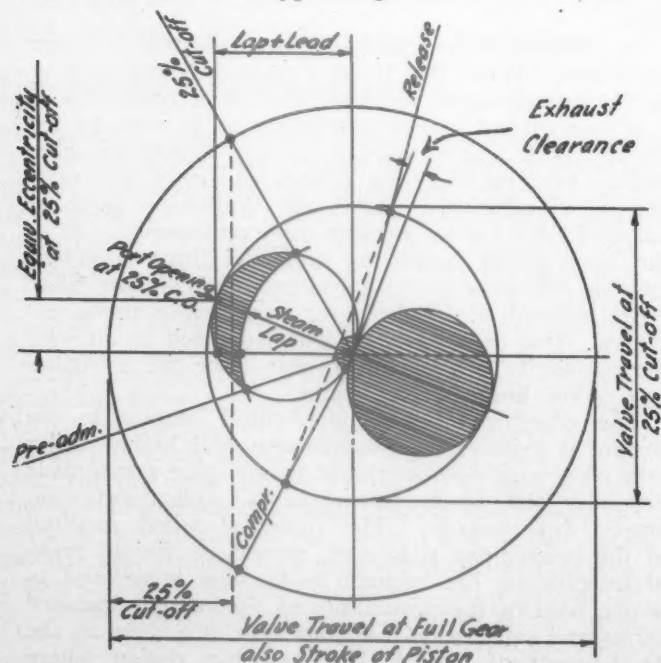 25% Cut-off
Lap+Lead
Release
Exhaust
Clearance
Equiv. Eccentricity
at 25% Cut-off
Port Opening
at 25% C.O.
Steam
Lap
Value Travel at
25% Cut-off
Pre-adm.
Compr.
25%
Cut-off
Value Travel at Full Gear
also Stroke of Piston